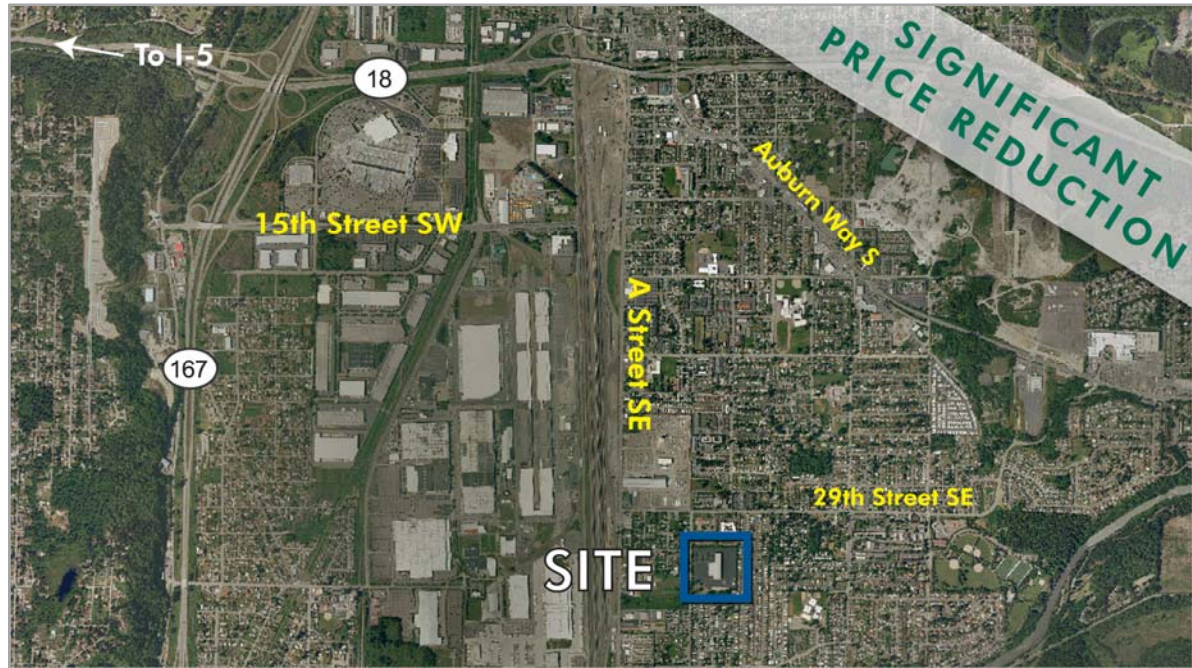 To I-5
18
SIGNIFICANT
PRICE REDUCTION
Auburn Way S
15th Street SW
A Street SE
167
29th Street SE
SITE